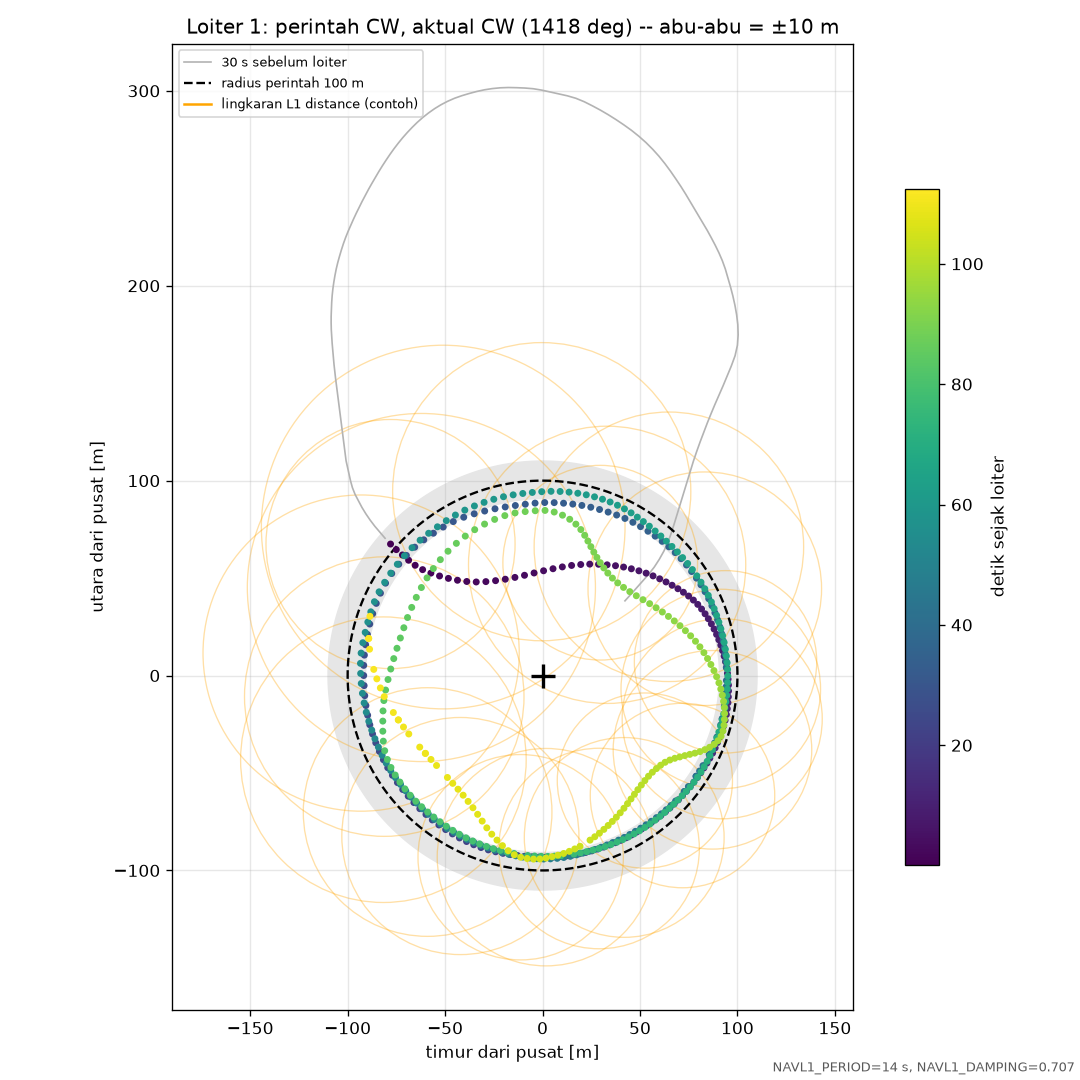 Loiter 1: perintah CW, aktual CW (1418 deg) -- abu-abu = ±10 m
30 s sebelum loiter
radius perintah 100 m
lingkaran L1 distance (contoh)
300
200
100
0
−100
utara dari pusat [m]
−150
−100
−50
0
50
100
150
timur dari pusat [m]
100
80
60
40
20
detik sejak loiter
NAVL1_PERIOD=14 s, NAVL1_DAMPING=0.707